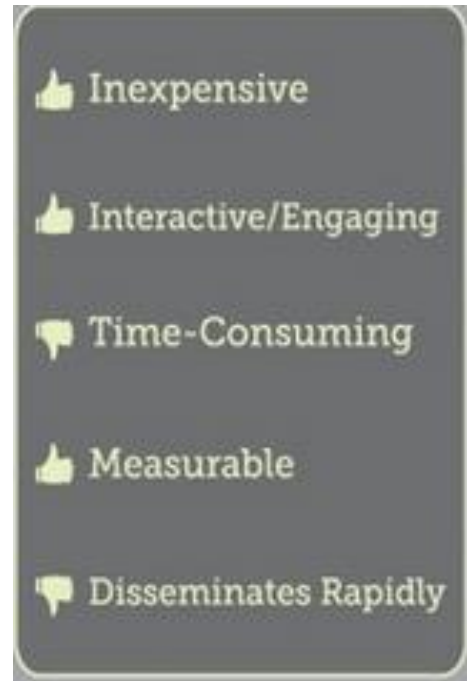 Inexpensive
Interactive/Engaging
Time-Consuming
Measurable
Disseminates Rapidly